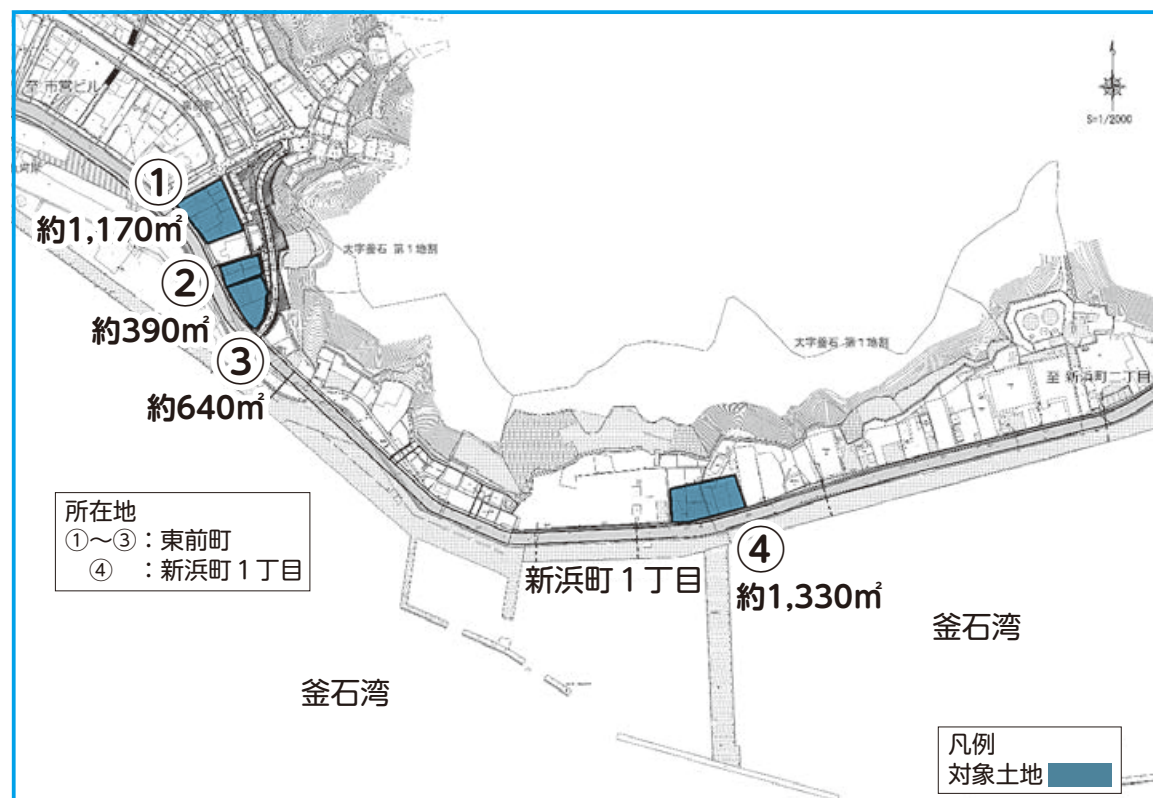 至 市営ビル
S=1/2000
①
約1,170㎡
大字釜石 第1地割
②
約390㎡
③
約640㎡
大字釜石 第1地割
至 新浜町二丁目
所在地
①～③：東前町
④ ：新浜町１丁目
新浜町１丁目
④
約1,330㎡
釜石湾
釜石湾
凡例
対象土地